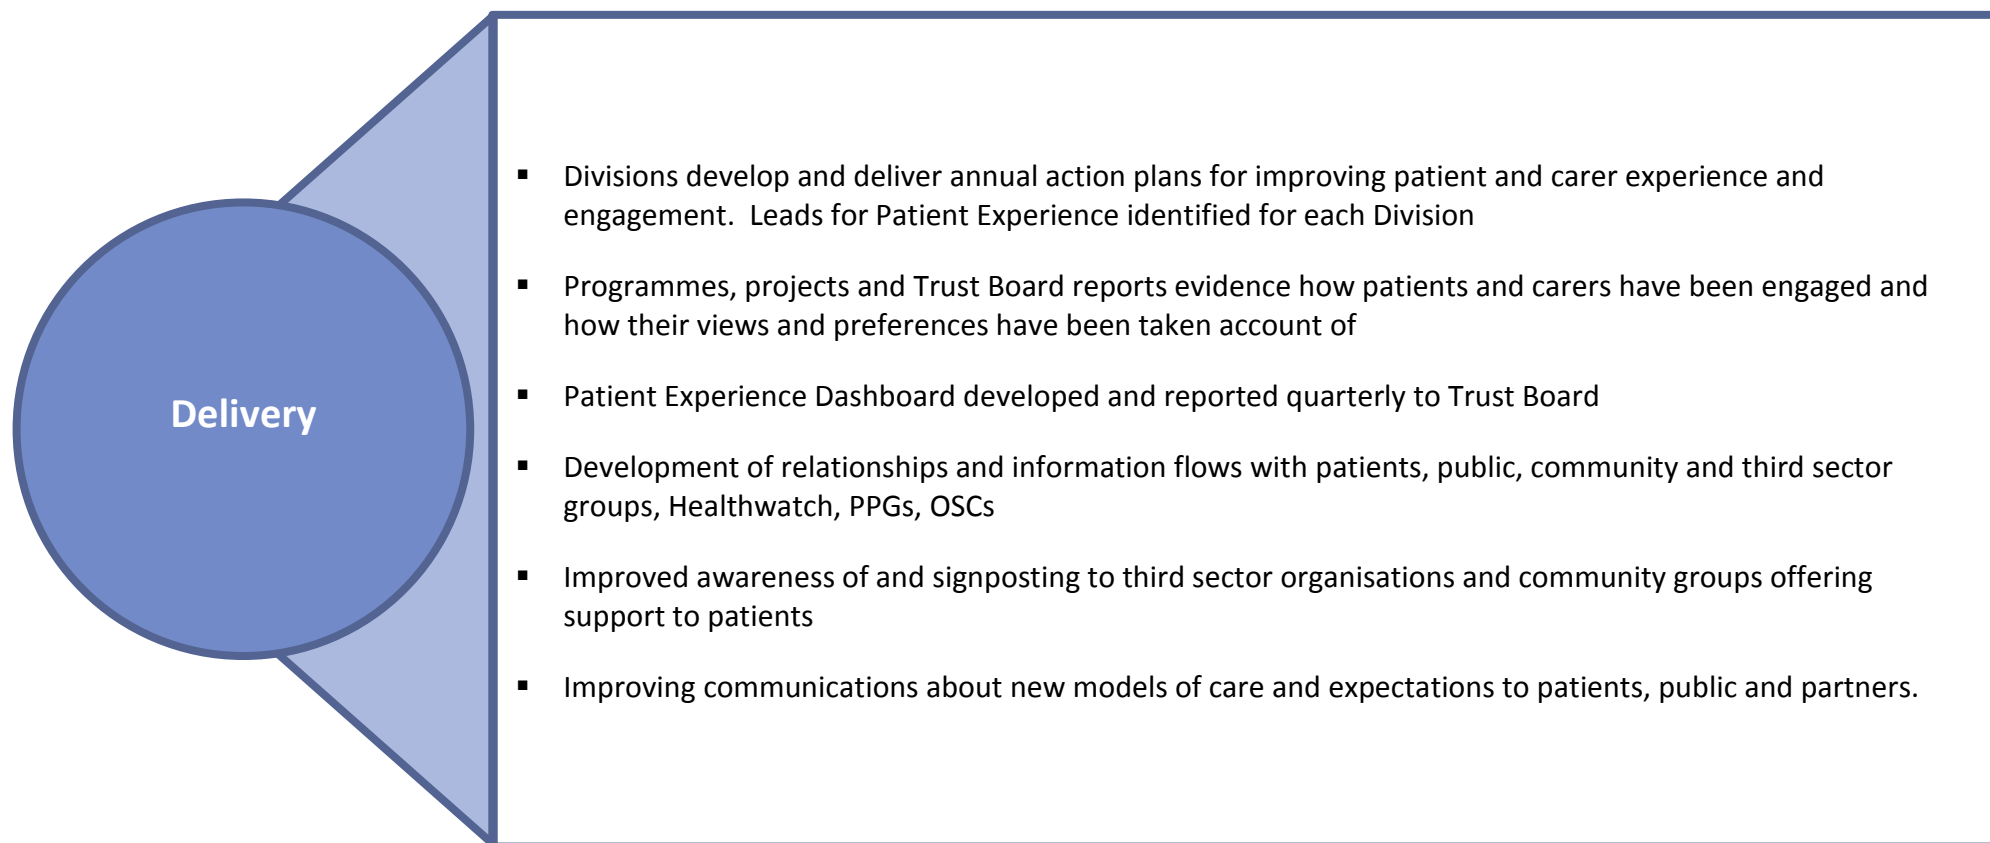 Delivery
▪ Divisions develop and deliver annual action plans for improving patient and carer experience and
engagement.  Leads for Patient Experience identified for each Division
▪ Programmes, projects and Trust Board reports evidence how patients and carers have been engaged and
how their views and preferences have been taken account of
▪ Patient Experience Dashboard developed and reported quarterly to Trust Board
▪ Development of relationships and information flows with patients, public, community and third sector
groups, Healthwatch, PPGs, OSCs
▪ Improved awareness of and signposting to third sector organisations and community groups offering
support to patients
▪ Improving communications about new models of care and expectations to patients, public and partners.